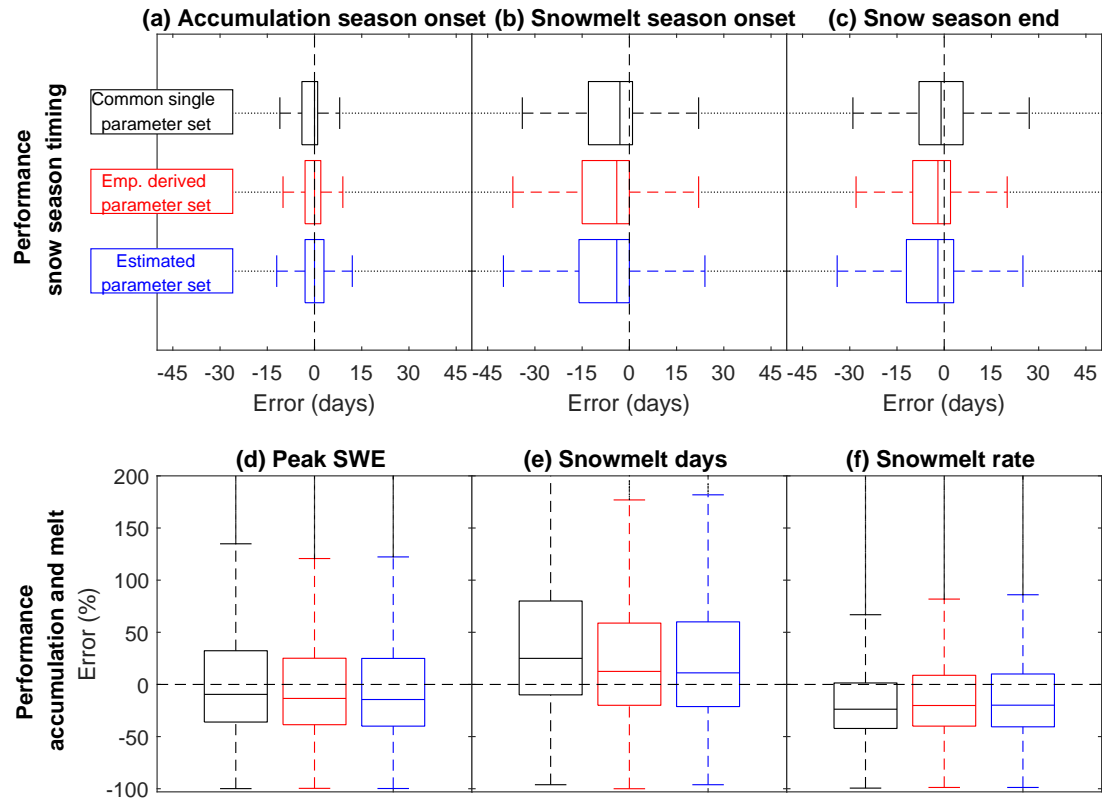 (a) Accumulation season onset (b) Snowmelt season onset (c) Snow season end
Performance
snow season timing
Common single
parameter set
Emp. derived
parameter set
Estimated
parameter set
-45 -30 -15 0 15 30 45 -45 -30 -15 0 15 30 45 -45 -30 -15 0 15 30 45
Error (days) Error (days) Error (days)
(d) Peak SWE (e) Snowmelt days (f) Snowmelt rate
Performance
accumulation and melt
Error (%)
200
150
100
50
0
-50
-100